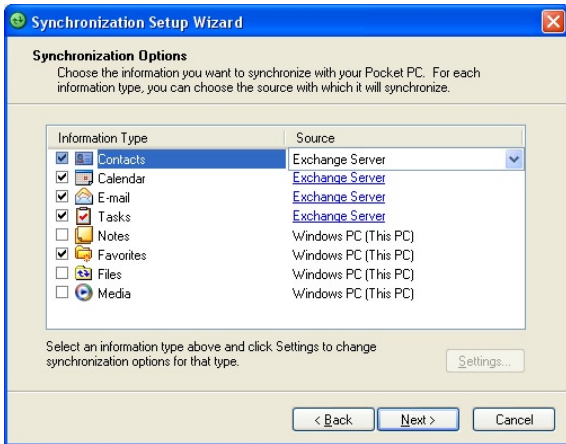 Synchronization Setup Wizard
Synchronization Options
Choose the information you want to synchronize with your Pocket PC. For each
information type, you can choose the source with which it will synchronize.
Information Type Source
Contacts Exchange Server
Calendar Exchange Server
E-mail Exchange Server
Tasks Exchange Server
Notes Windows PC (This PC)
Favorites Windows PC (This PC)
Files Windows PC (This PC)
Media Windows PC (This PC)
Select an information type above and click Settings to change
synchronization options for that type.
Settings...
< Back Next > Cancel